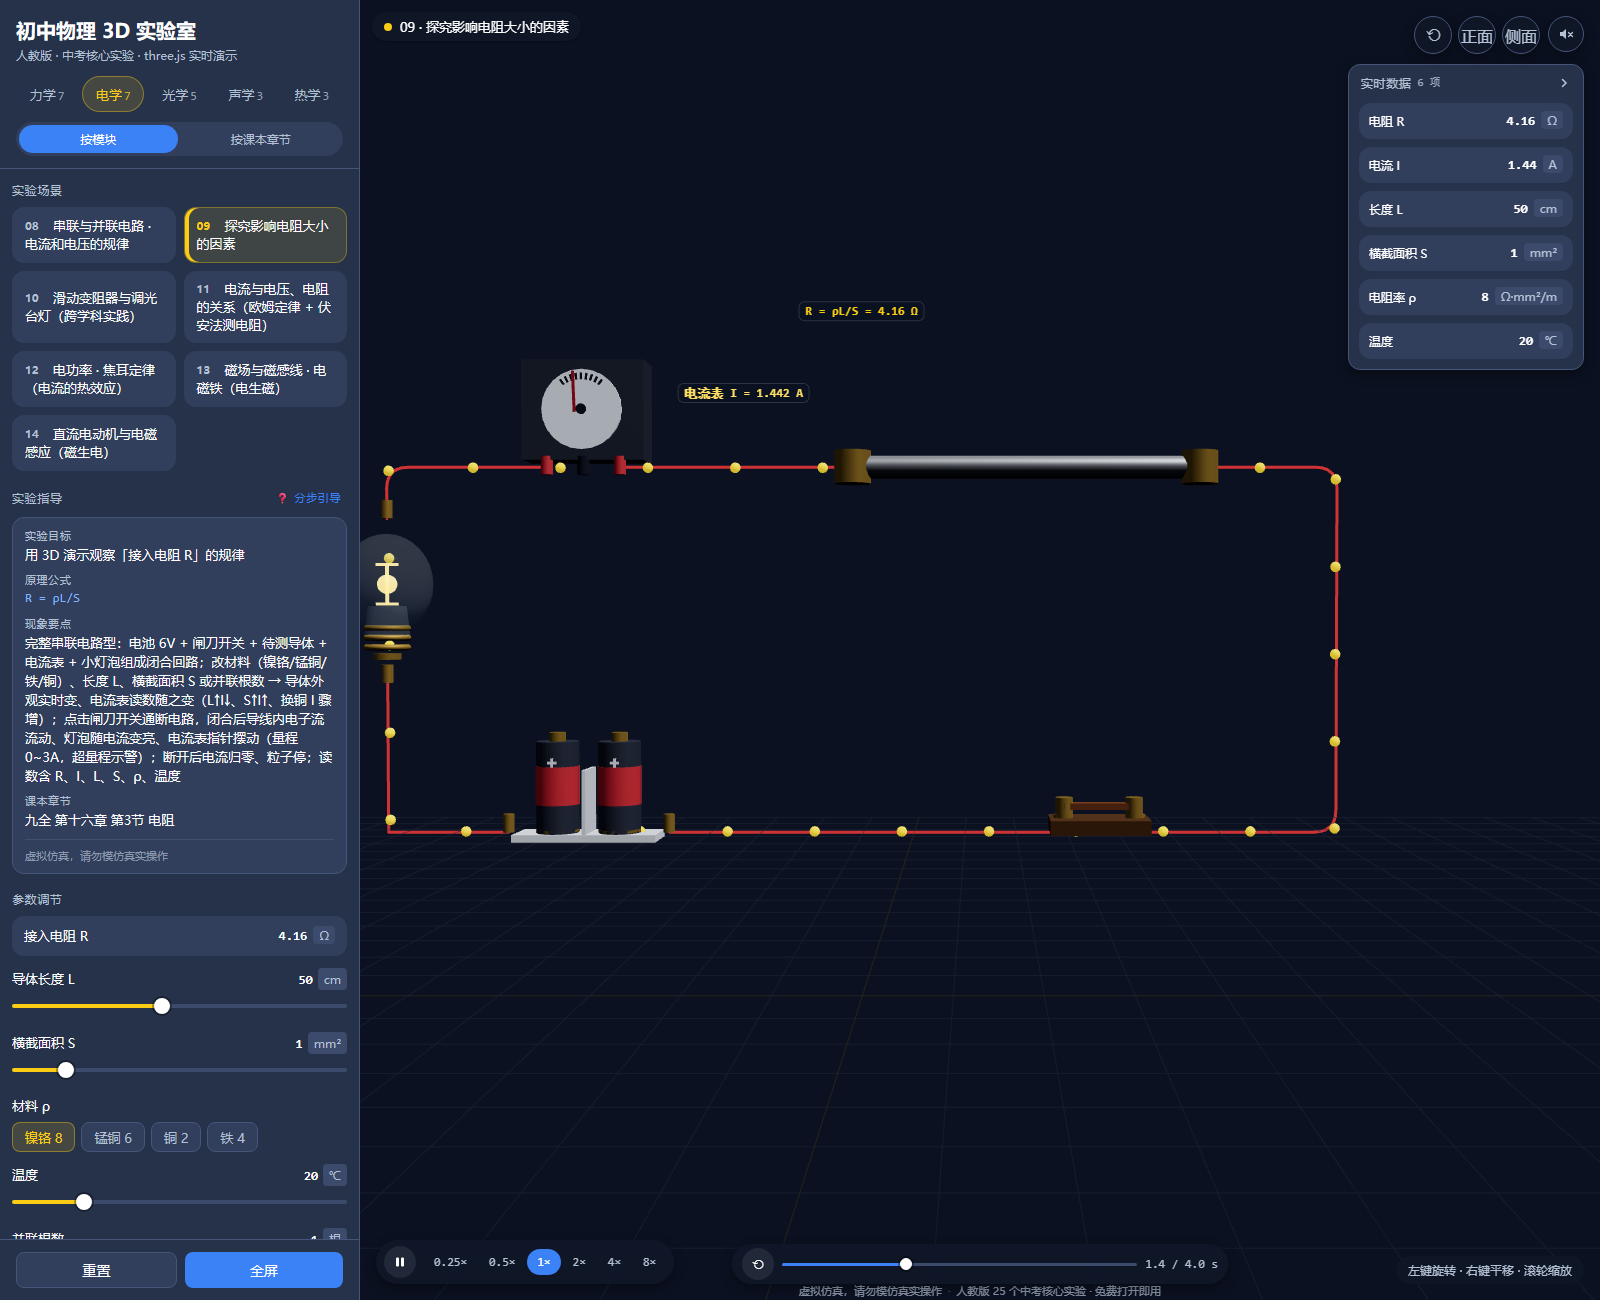 初中物理 3D 实验室
人教版 · 中考核心实验 · three.js 实时演示
力学 7
电学 7
光学 5
声学 3
热学 3
按模块
按课本章节
实验场景
08 串联与并联电路 ·
电流和电压的规律
09 探究影响电阻大小
的因素
10 滑动变阻器与调光
台灯（跨学科实践）
11 电流与电压、电阻
的关系（欧姆定律 + 伏
安法测电阻）
12 电功率 · 焦耳定律
（电流的热效应）
13 磁场与磁感线 · 电
磁铁（电生磁）
14 直流电动机与电磁
感应（磁生电）
实验指导
❓ 分步引导
实验目标
用 3D 演示观察「接入电阻 R」的规律
原理公式
R = ρL/S
现象要点
完整串联电路型：电池 6V + 闸刀开关 + 待测导体 +
电流表 + 小灯泡组成闭合回路；改材料（镍铬/锰铜/
铁/铜）、长度 L、横截面积 S 或并联根数 → 导体外
观实时变、电流表读数随之变（L↑I↓、S↑I↑、换铜 I 骤
增）；点击闸刀开关通断电路，闭合后导线内电子流
流动、灯泡随电流变亮、电流表指针摆动（量程
0~3A，超量程示警）；断开后电流归零、粒子停；读
数含 R、I、L、S、ρ、温度
课本章节
九全 第十六章 第3节 电阻
虚拟仿真，请勿模仿真实操作
参数调节
接入电阻 R 4.16 Ω
导体长度 L 50 cm
横截面积 S 1 mm²
材料 ρ
镍铬 8
锰铜 6
铜 2
铁 4
温度 20 ℃
并联根数 1 根
重置
全屏
09 · 探究影响电阻大小的因素
正面
侧面
实时数据 6 项
电阻 R 4.16 Ω
电流 I 1.44 A
长度 L 50 cm
横截面积 S 1 mm²
电阻率 ρ 8 Ω·mm²/m
温度 20 ℃
R = ρL/S = 4.16 Ω
电流表 I = 1.442 A
0.25×
0.5×
1×
2×
4×
8×
1.4 / 4.0 s
左键旋转 · 右键平移 · 滚轮缩放
虚拟仿真，请勿模仿真实操作 · 人教版 25 个中考核心实验 · 免费打开即用